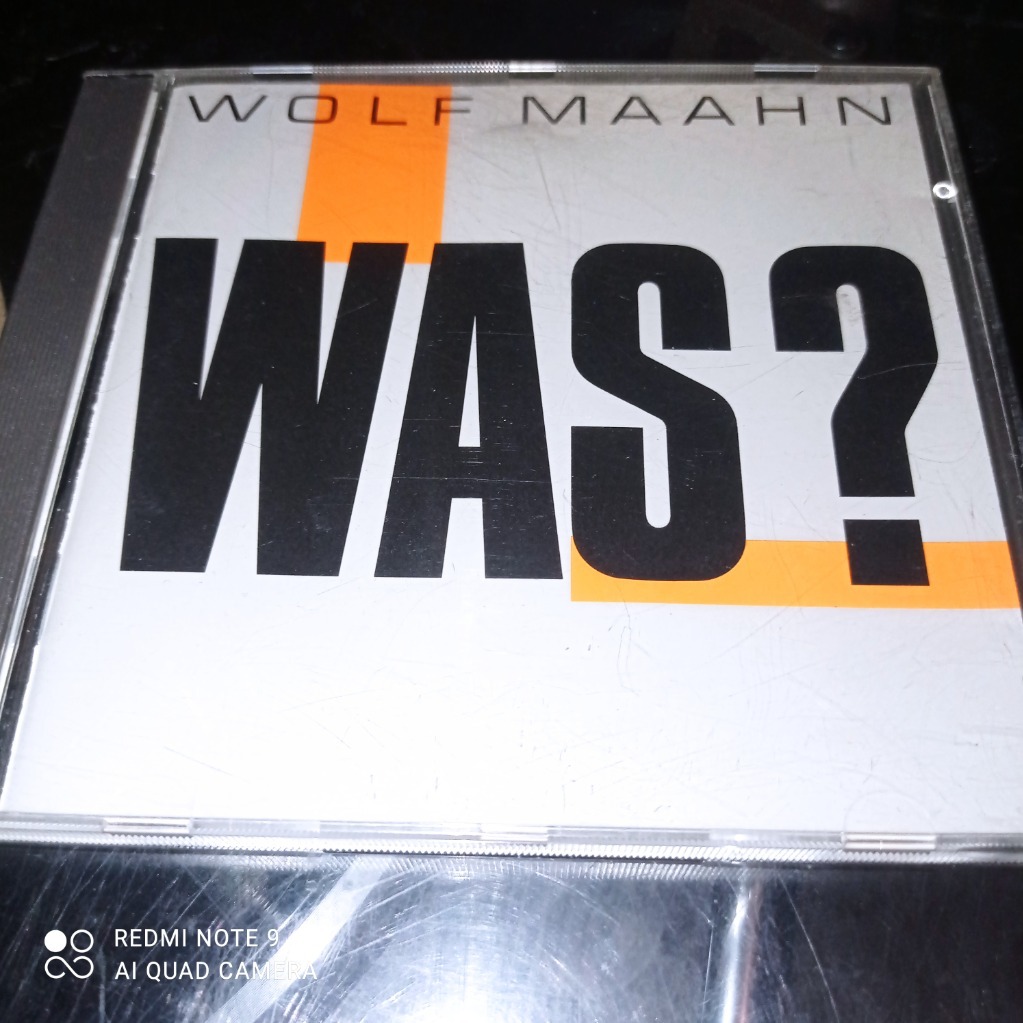 WOLF MAAHN
WAS?
REDMI NOTE 9
AI QUAD CAMERA